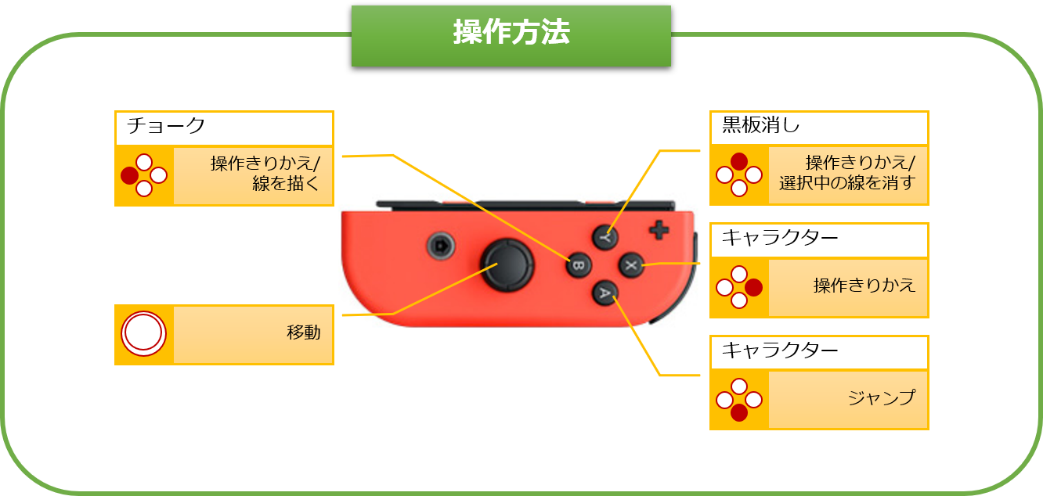 操作方法
チョーク
操作きりかえ/
線を描く
移動
黒板消し
操作きりかえ/
選択中の線を消す
キャラクター
操作きりかえ
キャラクター
ジャンプ
Y
B
X
A